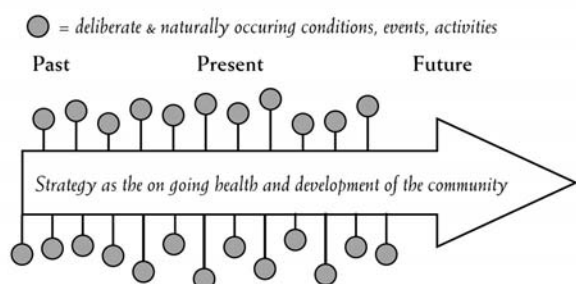 = deliberate & naturally occuring conditions, events, activities
Past Present Future
Strategy as the on going health and development of the community